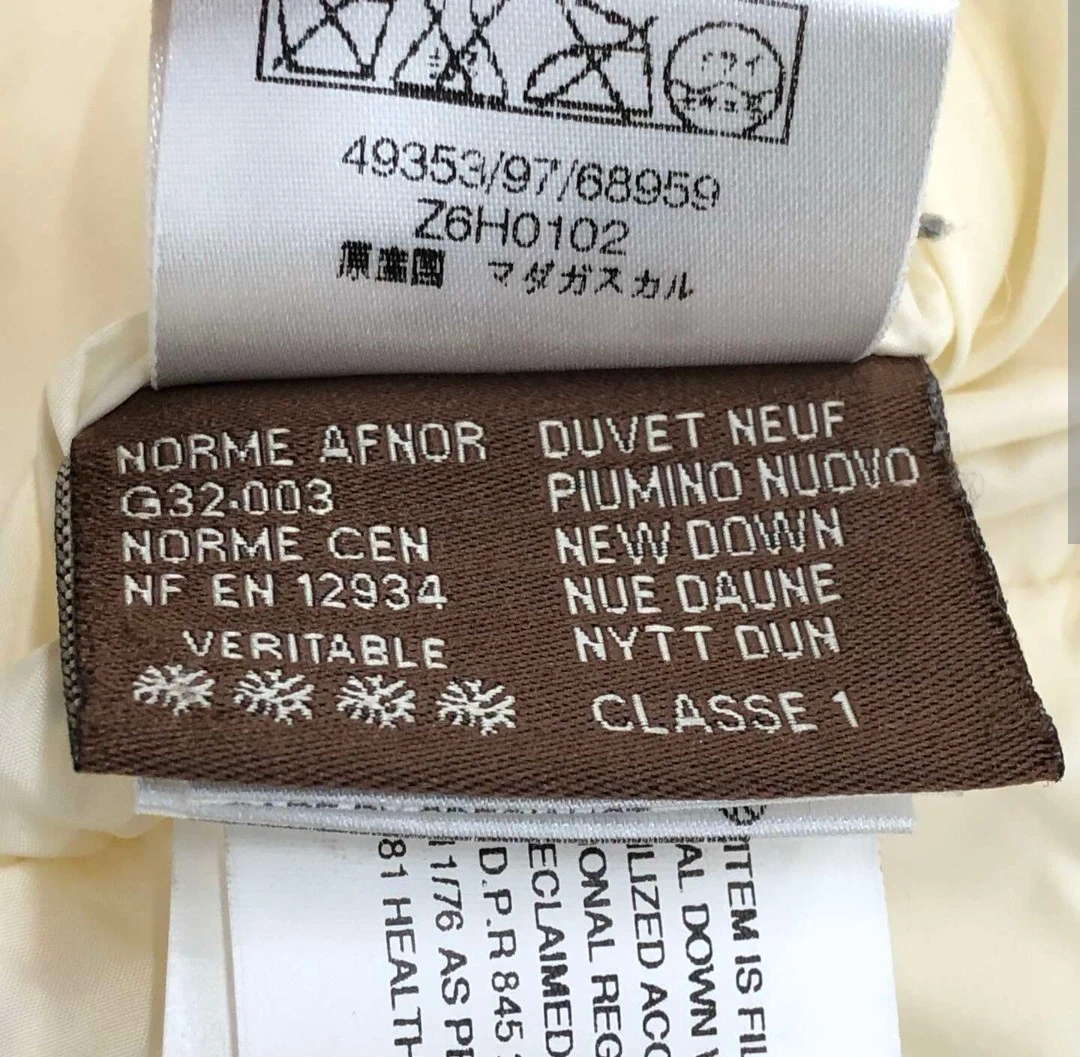 49353/97/68959
Z6H0102
原産国 マダガスカル
NORME AFNOR
G32-003
NORME CEN
NF EN 12934
VERITABLE
DUVET NEUF
PIUMINO NUOVO
NEW DOWN
NUE DAUNE
NYTT DUN
CLASSE 1
ITEM IS FIL
AL DOWN
ILIZED ACC
ONAL REG
ECLAIMED
D.P.R 845
11/76 AS P
81 HEALTH